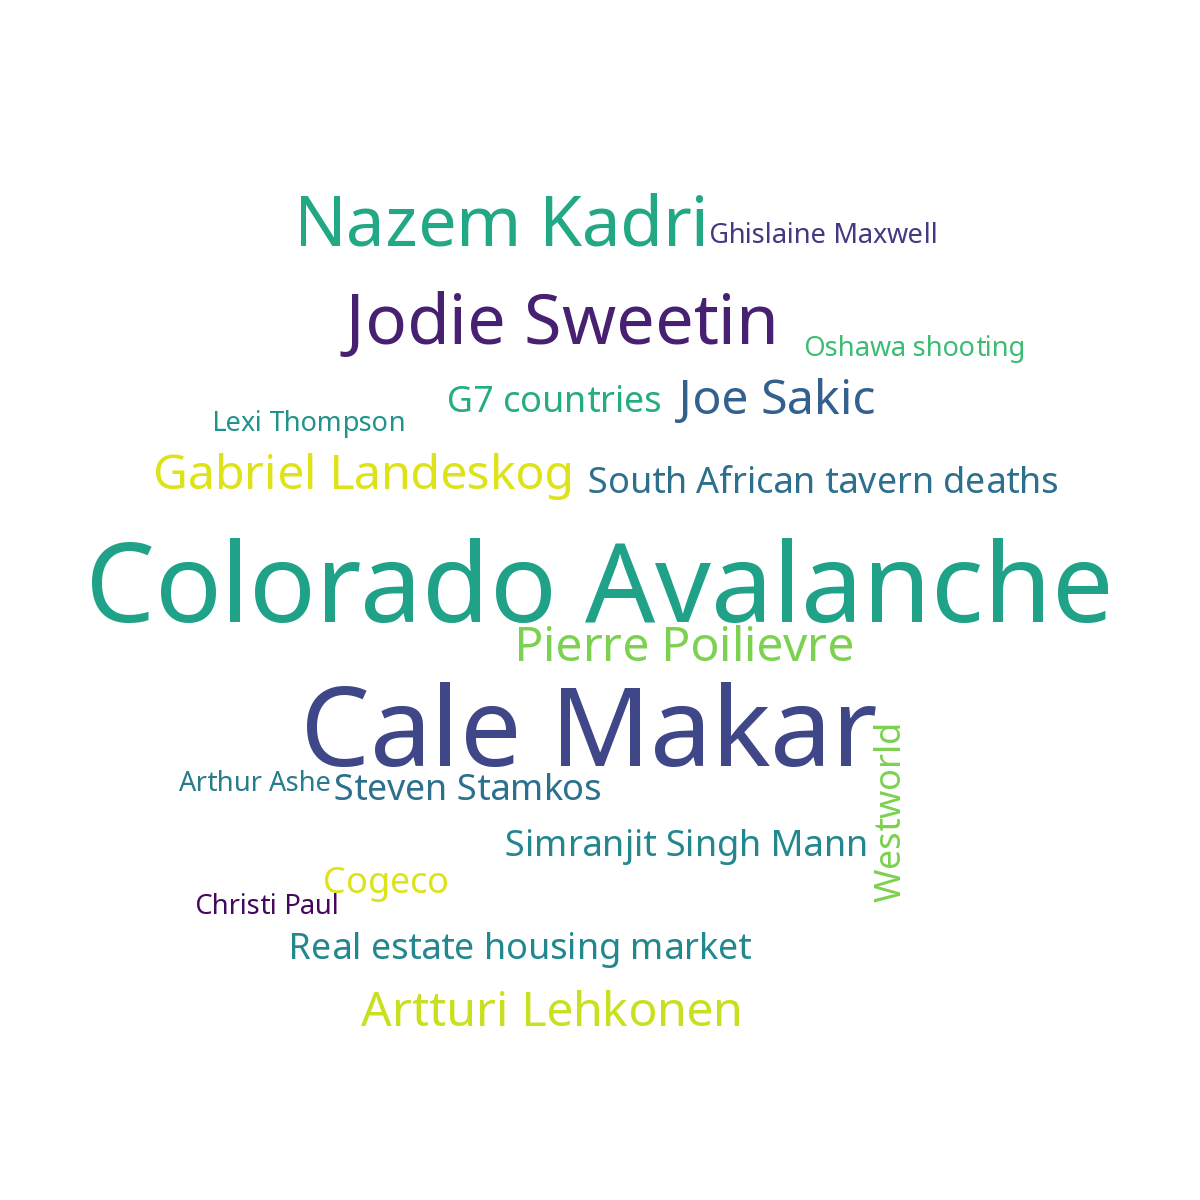 Nazem Kadri
Ghislaine Maxwell
Jodie Sweetin
Oshawa shooting
G7 countries
Joe Sakic
Lexi Thompson
Gabriel Landeskog
South African tavern deaths
Colorado Avalanche
Pierre Poilievre
Cale Makar
Westworld
Arthur Ashe
Steven Stamkos
Simranjit Singh Mann
Cogeco
Christi Paul
Real estate housing market
Artturi Lehkonen